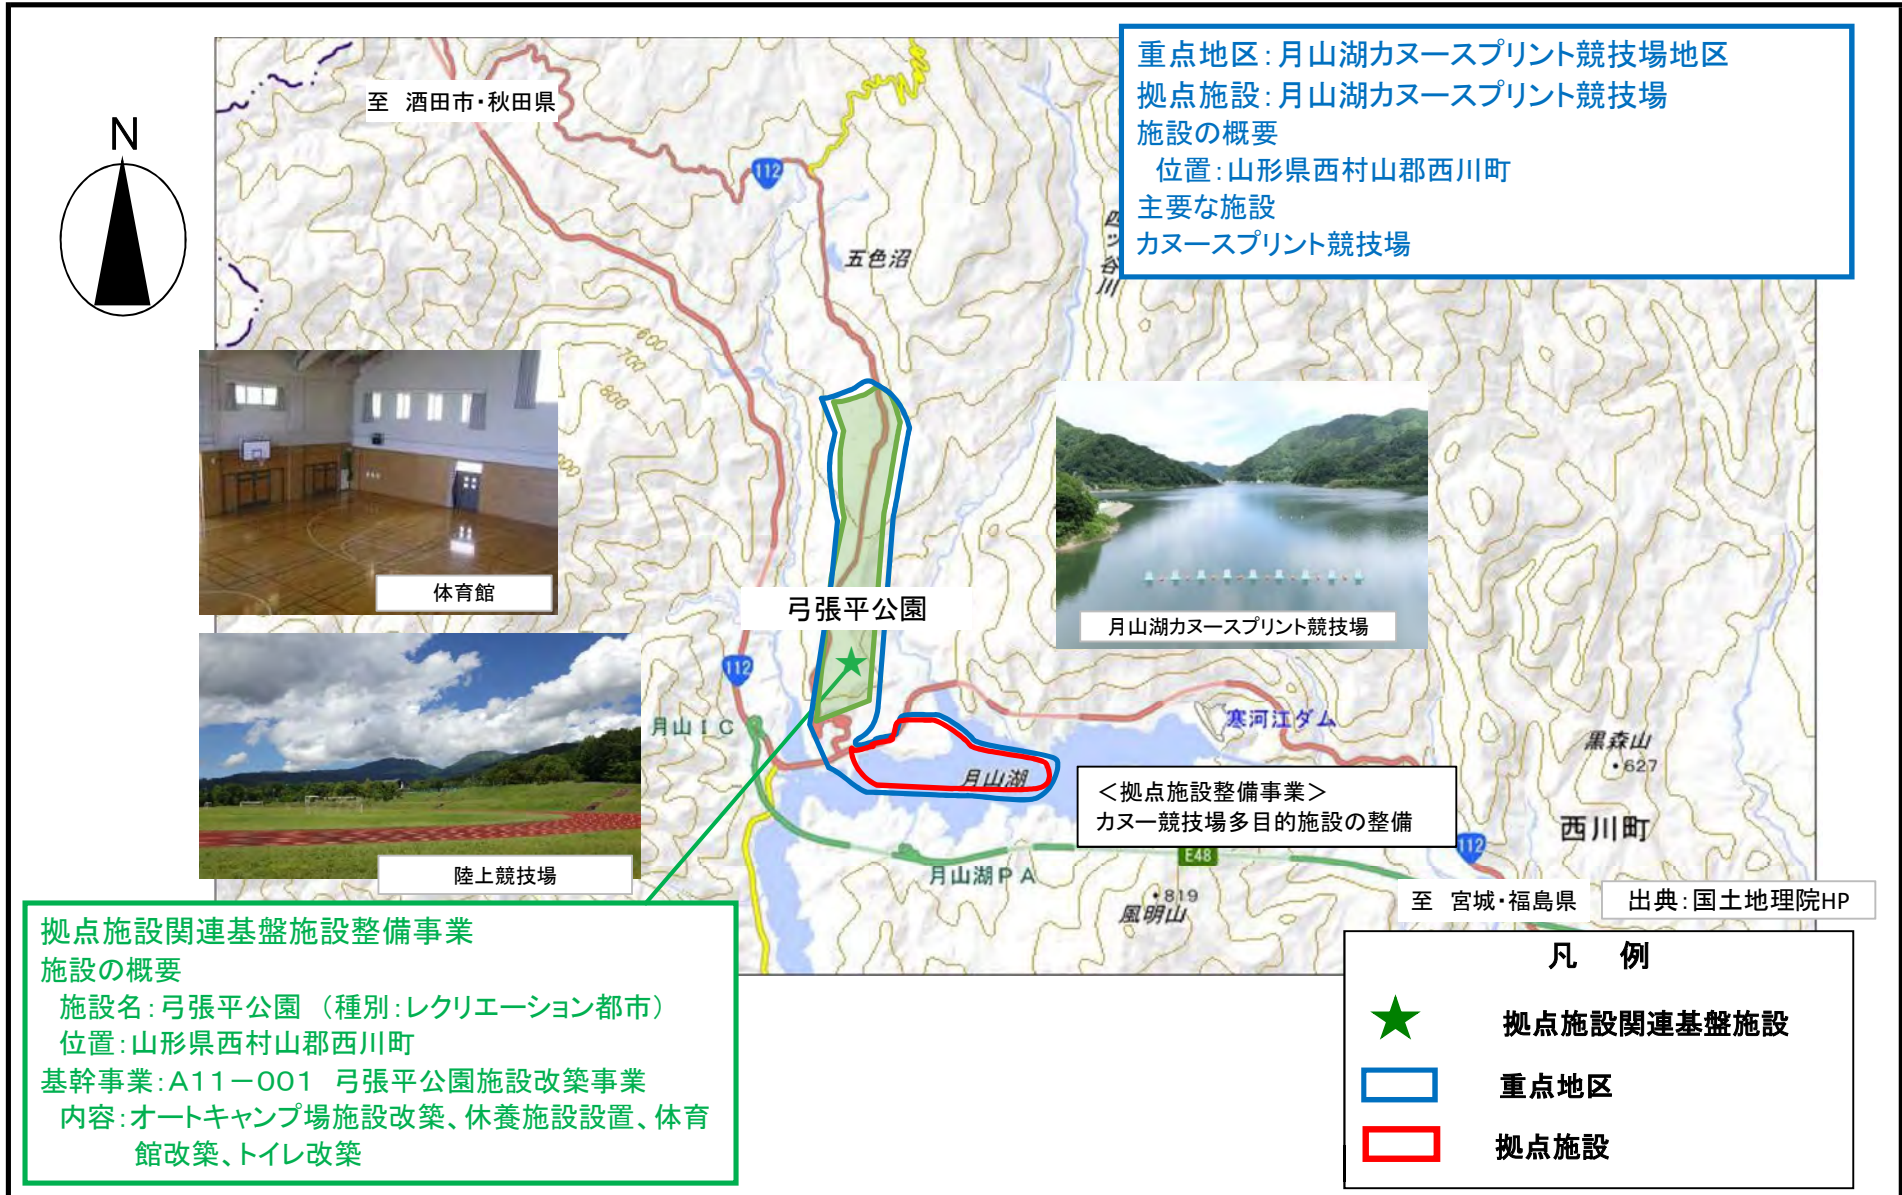 重点地区：月山湖カヌースプリント競技場地区
拠点施設：月山湖カヌースプリント競技場
施設の概要
位置：山形県西村山郡西川町
主要な施設
カヌースプリント競技場
N
至　酒田市・秋田県
112
五色沼
四ツ谷川
600
700
800
体育館
弓張平公園
月山湖カヌースプリント競技場
112
月山ＩＣ
寒河江ダム
黒森山
・627
月山湖
＜拠点施設整備事業＞
カヌー競技場多目的施設の整備
西川町
112
E48
月山湖ＰＡ
・819
風明山
陸上競技場
至　宮城・福島県
出典：国土地理院HP
拠点施設関連基盤施設整備事業
施設の概要
施設名：弓張平公園　（種別：レクリエーション都市）
位置：山形県西村山郡西川町
基幹事業：Ａ１１－００１　弓張平公園施設改築事業
内容：オートキャンプ場施設改築、休養施設設置、体育
館改築、トイレ改築
凡　例
拠点施設関連基盤施設
重点地区
拠点施設